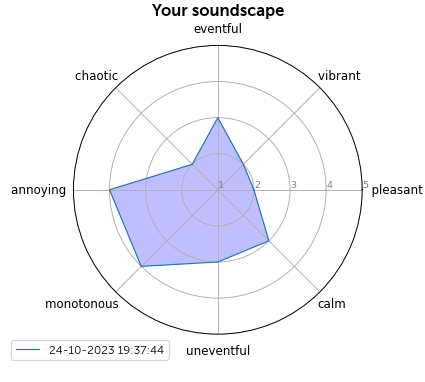 Your soundscape
eventful
chaotic
vibrant
annoying
1
2
3
4
5
pleasant
monotonous
calm
24-10-2023 19:37:44
uneventful